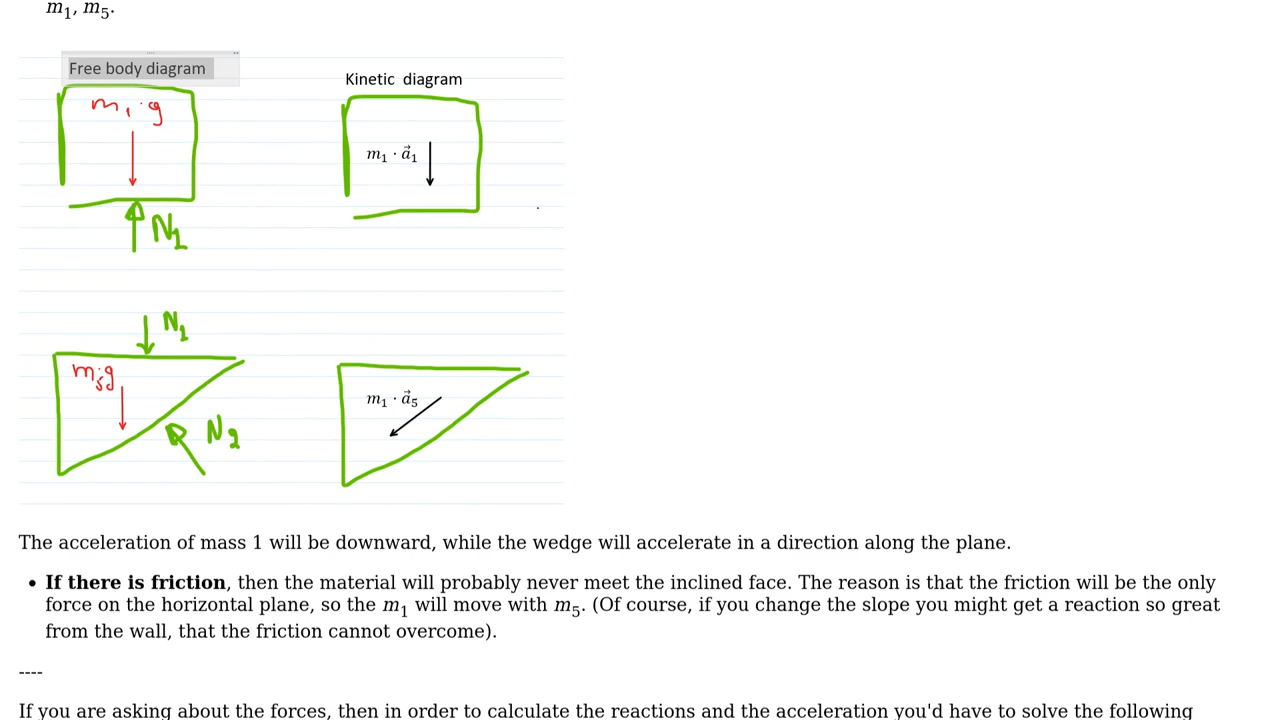 m₁, m₅.
Free body diagram
Kinetic diagram
m₁·g
m₁ · a⃗₁
N₁
N₁
m₅g
m₁ · a⃗₅
N₂
The acceleration of mass 1 will be downward, while the wedge will accelerate in a direction along the plane.
• If there is friction, then the material will probably never meet the inclined face. The reason is that the friction will be the only
force on the horizontal plane, so the m₁ will move with m₅. (Of course, if you change the slope you might get a reaction so great
from the wall, that the friction cannot overcome).
----
If you are asking about the forces, then in order to calculate the reactions and the acceleration you'd have to solve the following